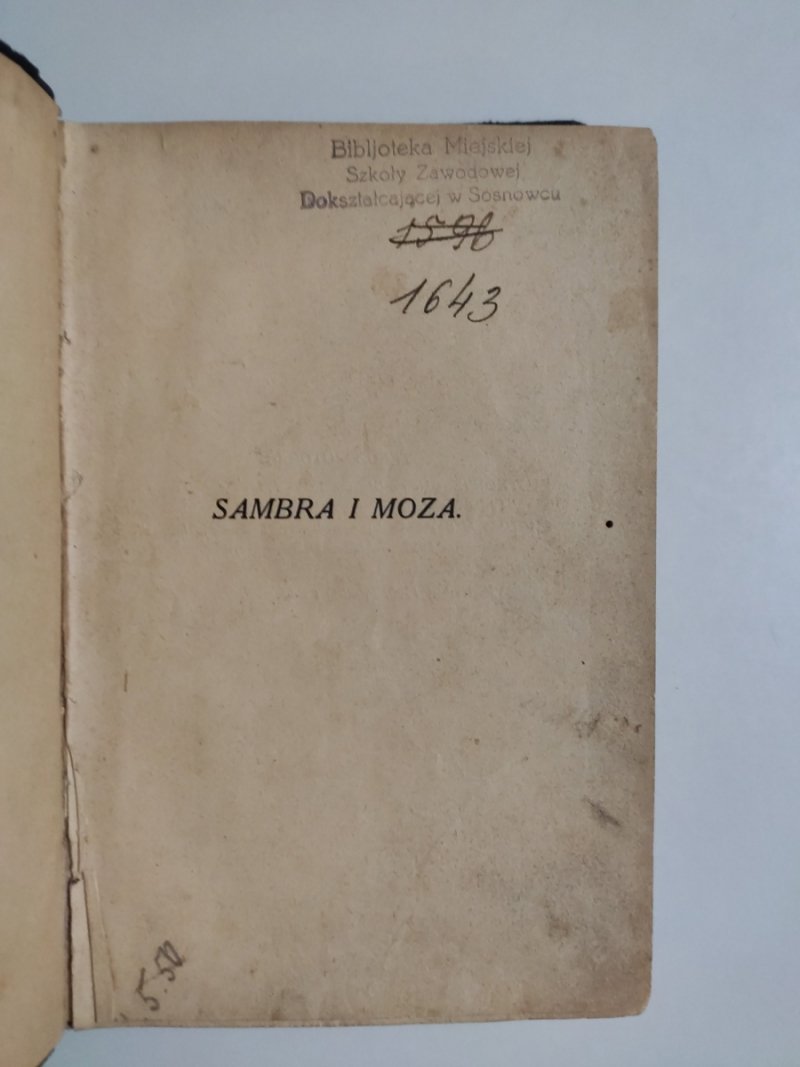 Bibljoteka Miejskiej
Szkoły Zawodowej
Dokształcającej w Sosnowcu
1643
SAMBRA I MOZA.
5.50